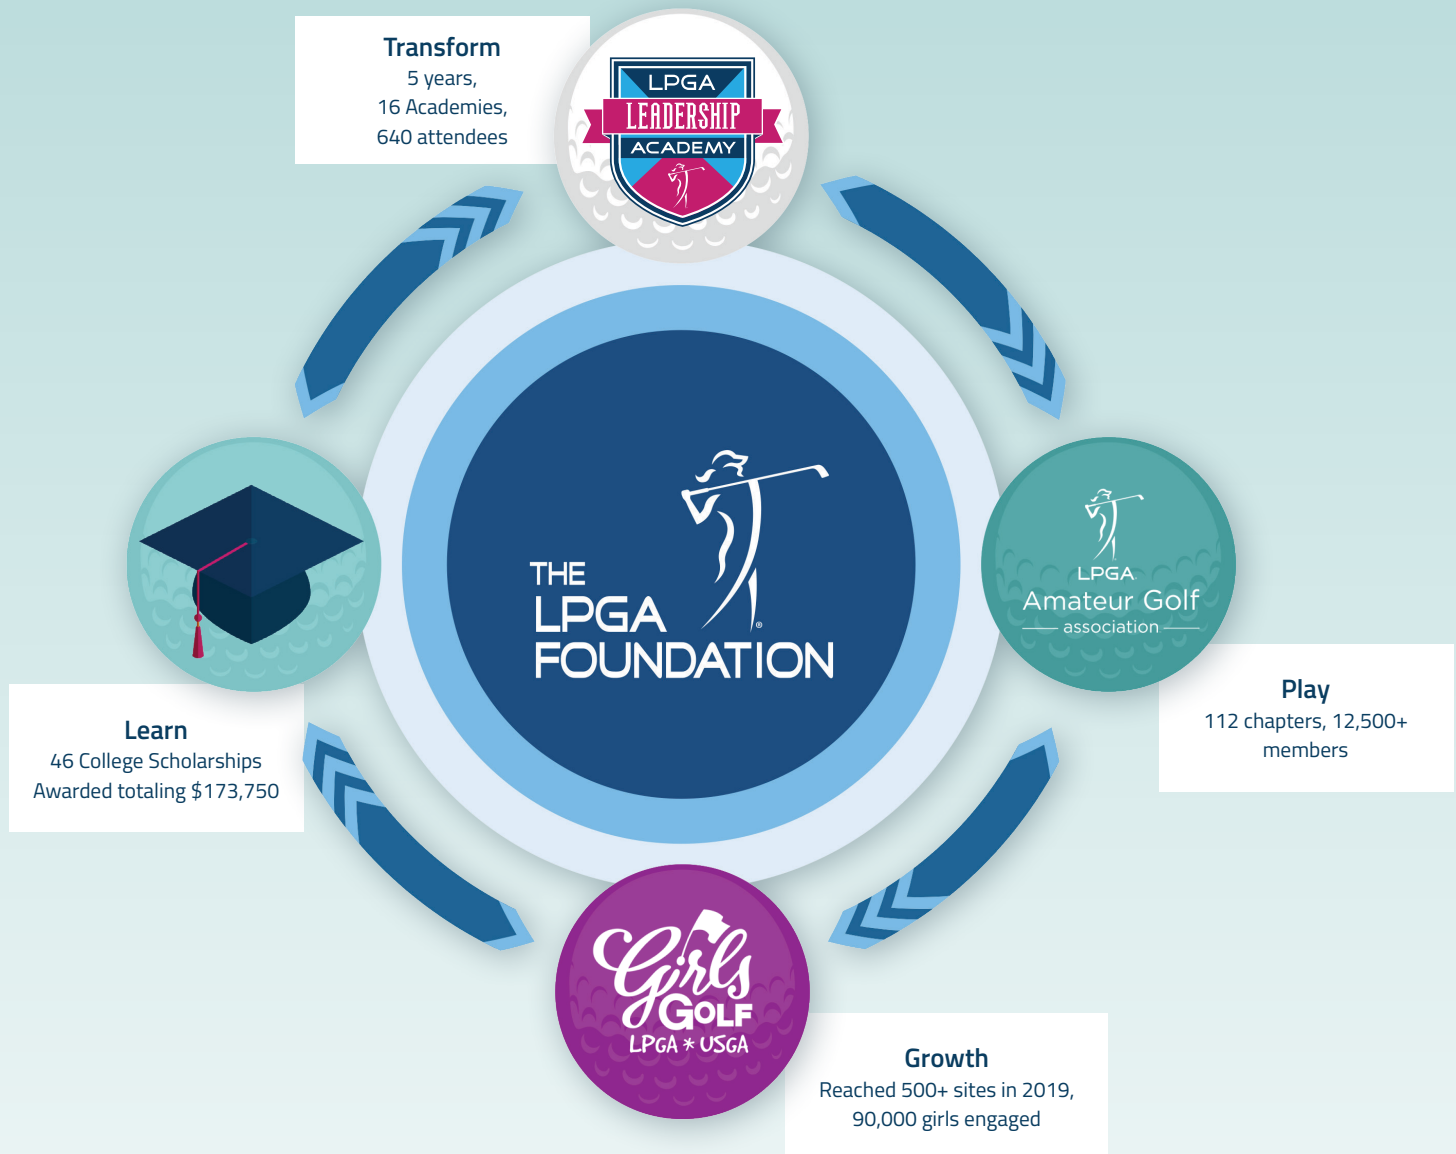 Transform
5 years,
16 Academies,
640 attendees
LPGA
LEADERSHIP
ACADEMY
THE
LPGA
FOUNDATION
®
LPGA
Amateur Golf
association
Play
112 chapters, 12,500+
members
Learn
46 College Scholarships
Awarded totaling $173,750
Girls
GOLF
LPGA * USGA
Growth
Reached 500+ sites in 2019,
90,000 girls engaged